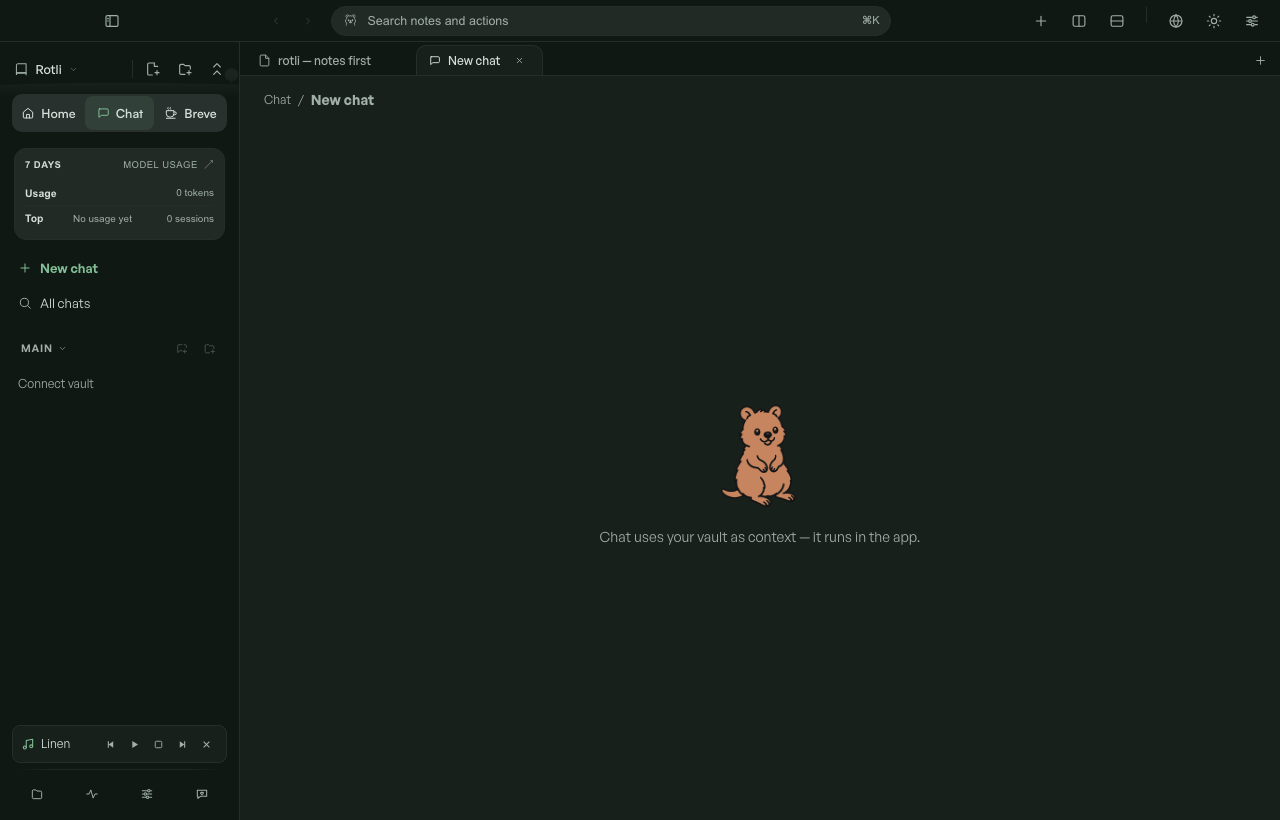 Search notes and actions ⌘K
Rotli
rotli — notes first
New chat
Home Chat Breve
Chat / New chat
7 DAYS MODEL USAGE
Usage 0 tokens
Top No usage yet 0 sessions
New chat
All chats
MAIN
Connect vault
Chat uses your vault as context — it runs in the app.
Linen